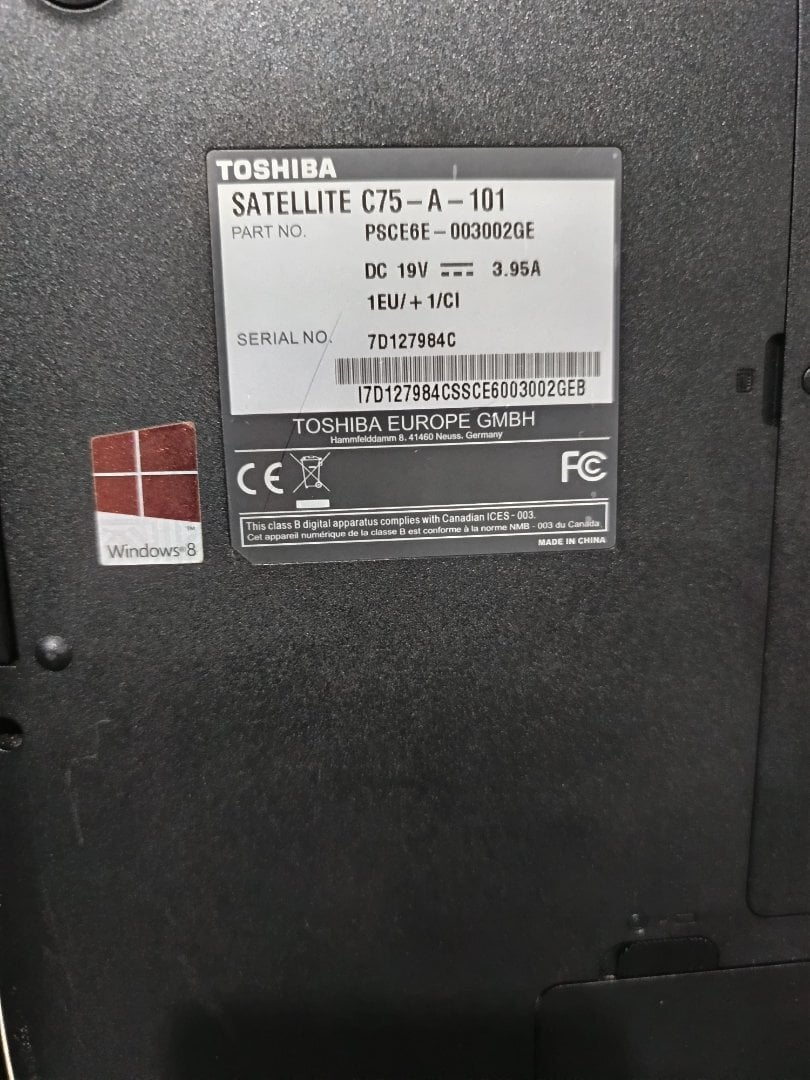 TOSHIBA
SATELLITE C75-A-101
PART NO. PSCE6E-003002GE
DC 19V 3.95A
1EU/+1/CI
SERIAL NO. 7D127984C
I7D127984CSSCE6003002GEB
TOSHIBA EUROPE GMBH
Hammfelddamm 8. 41460 Neuss. Germany
CE
FC
This class B digital apparatus complies with Canadian ICES-003.
Cet appareil numérique de la classe B est conforme à la norme NMB-003 du Canada
MADE IN CHINA
Windows®8
™